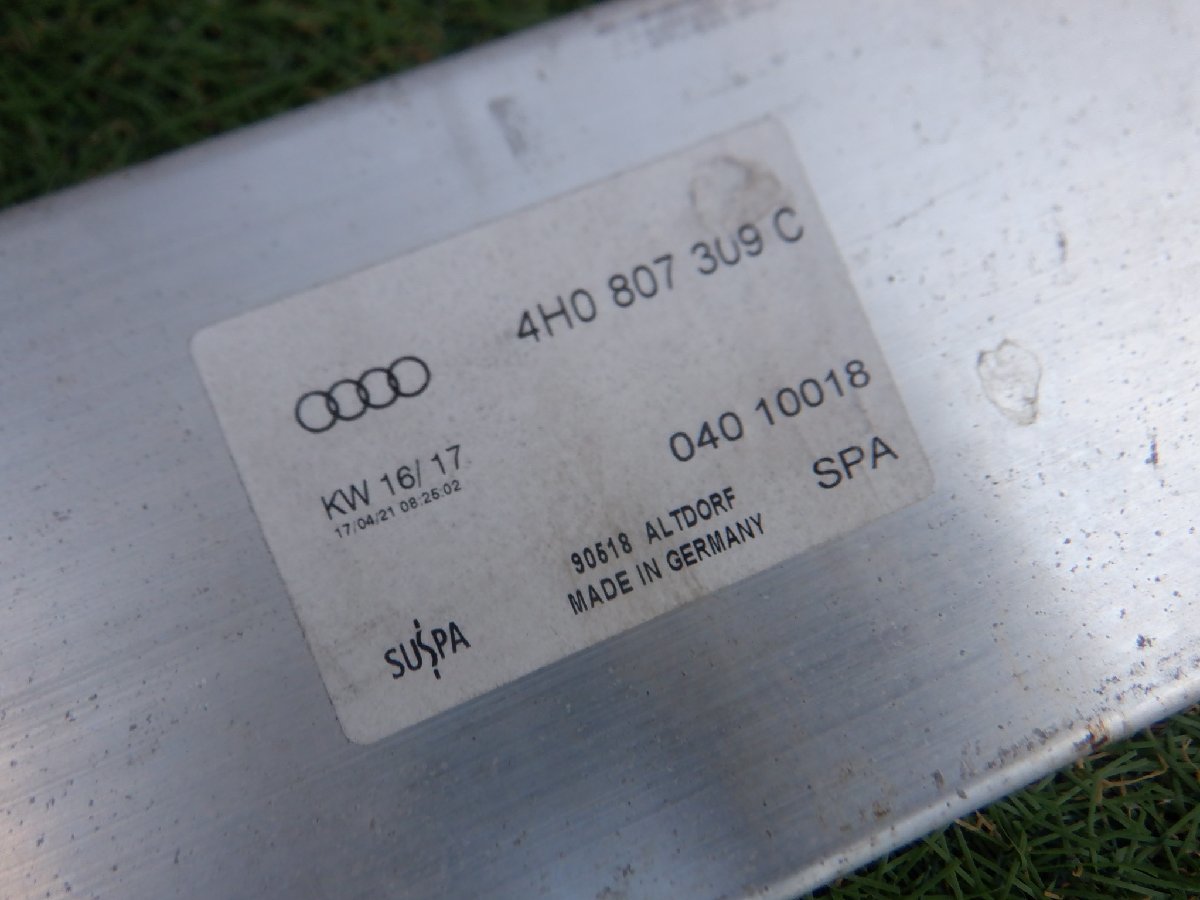 4H0 807 309 C
KW 16/ 17
17/04/21 08:25:02
040 10018
SPA
90518 ALTDORF
MADE IN GERMANY
SUSPA